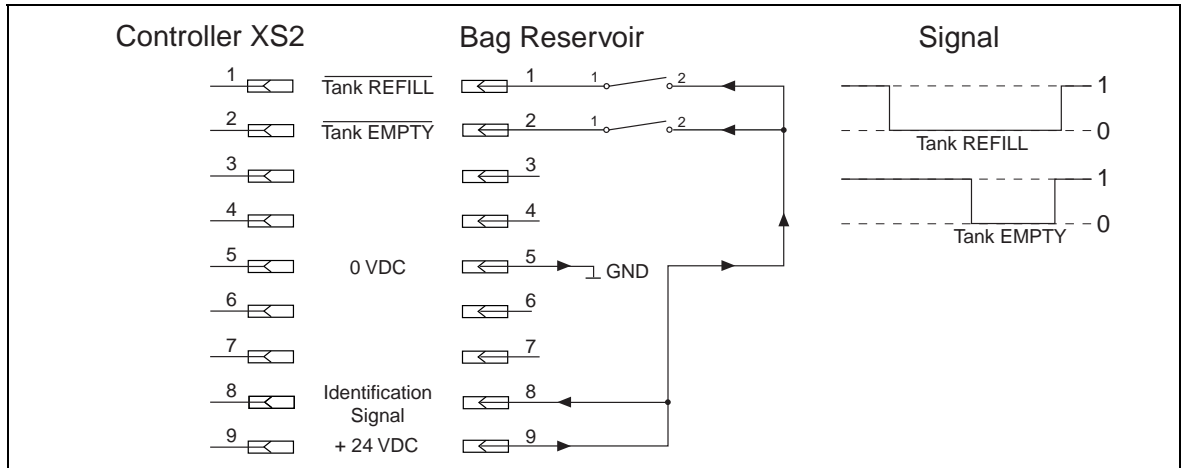 Controller XS2 Bag Reservoir Signal
1 Tank REFILL 1 1 2 1
2 Tank EMPTY 2 1 2 0
Tank REFILL
3 3
1
4 4
0
Tank EMPTY
5 0 VDC 5 GND
6 6
7 7
8 Identification 8
Signal
9 + 24 VDC 9